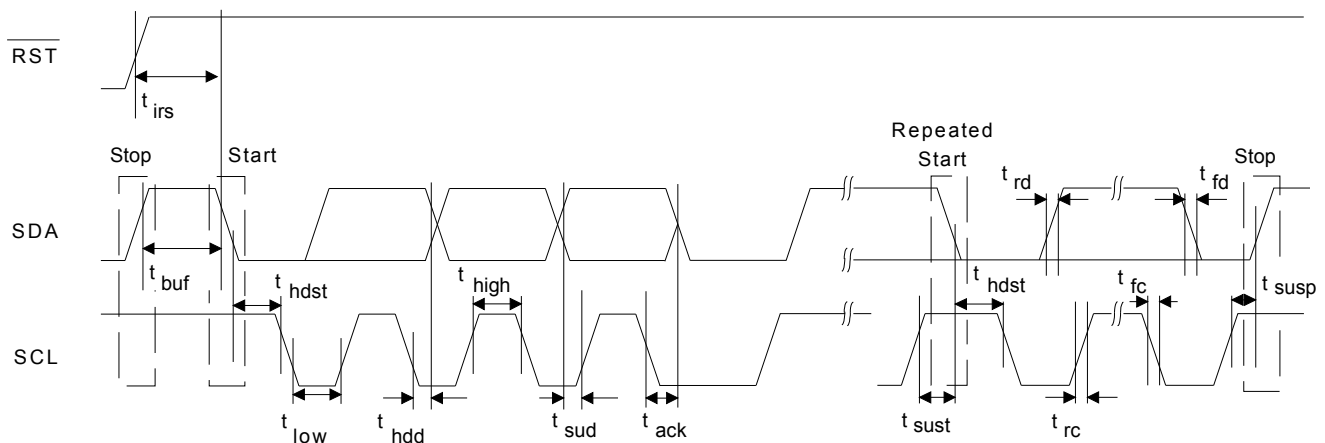 RST
t irs
Repeated
Stop Start Start Stop
t rd t fd
SDA
t buf t hdst t high t hdst t fc t susp
SCL
t low t hdd t sud t ack t sust t rc